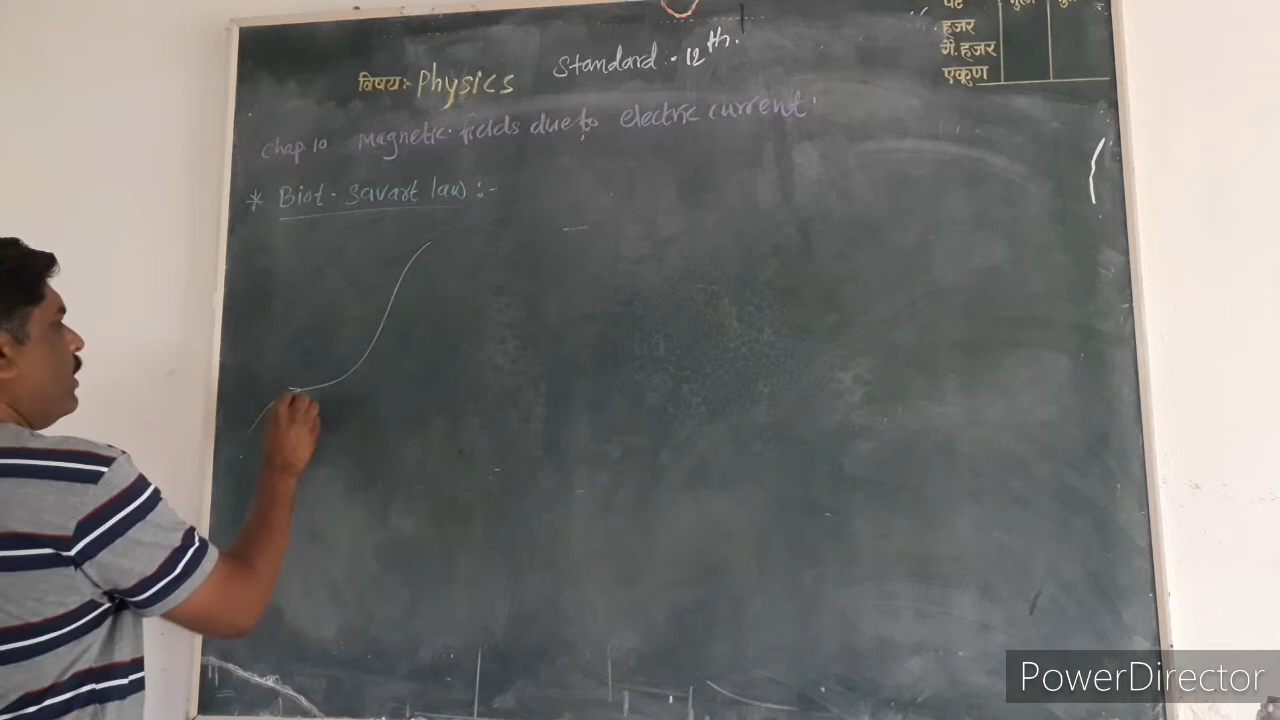 विषय:- Physics Standard :- 12th.
Chap 10 Magnetic fields due to electric current.
* Biot - Savart law :-
हजर
गै. हजर
एकूण
PowerDirector